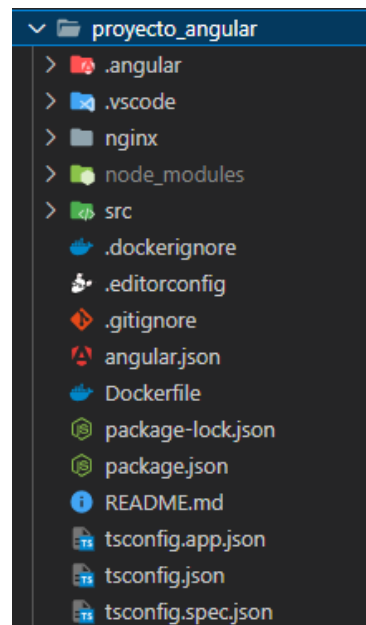 proyecto_angular
.angular
.vscode
nginx
node_modules
src
.dockerignore
.editorconfig
.gitignore
angular.json
Dockerfile
package-lock.json
package.json
README.md
tsconfig.app.json
tsconfig.json
tsconfig.spec.json